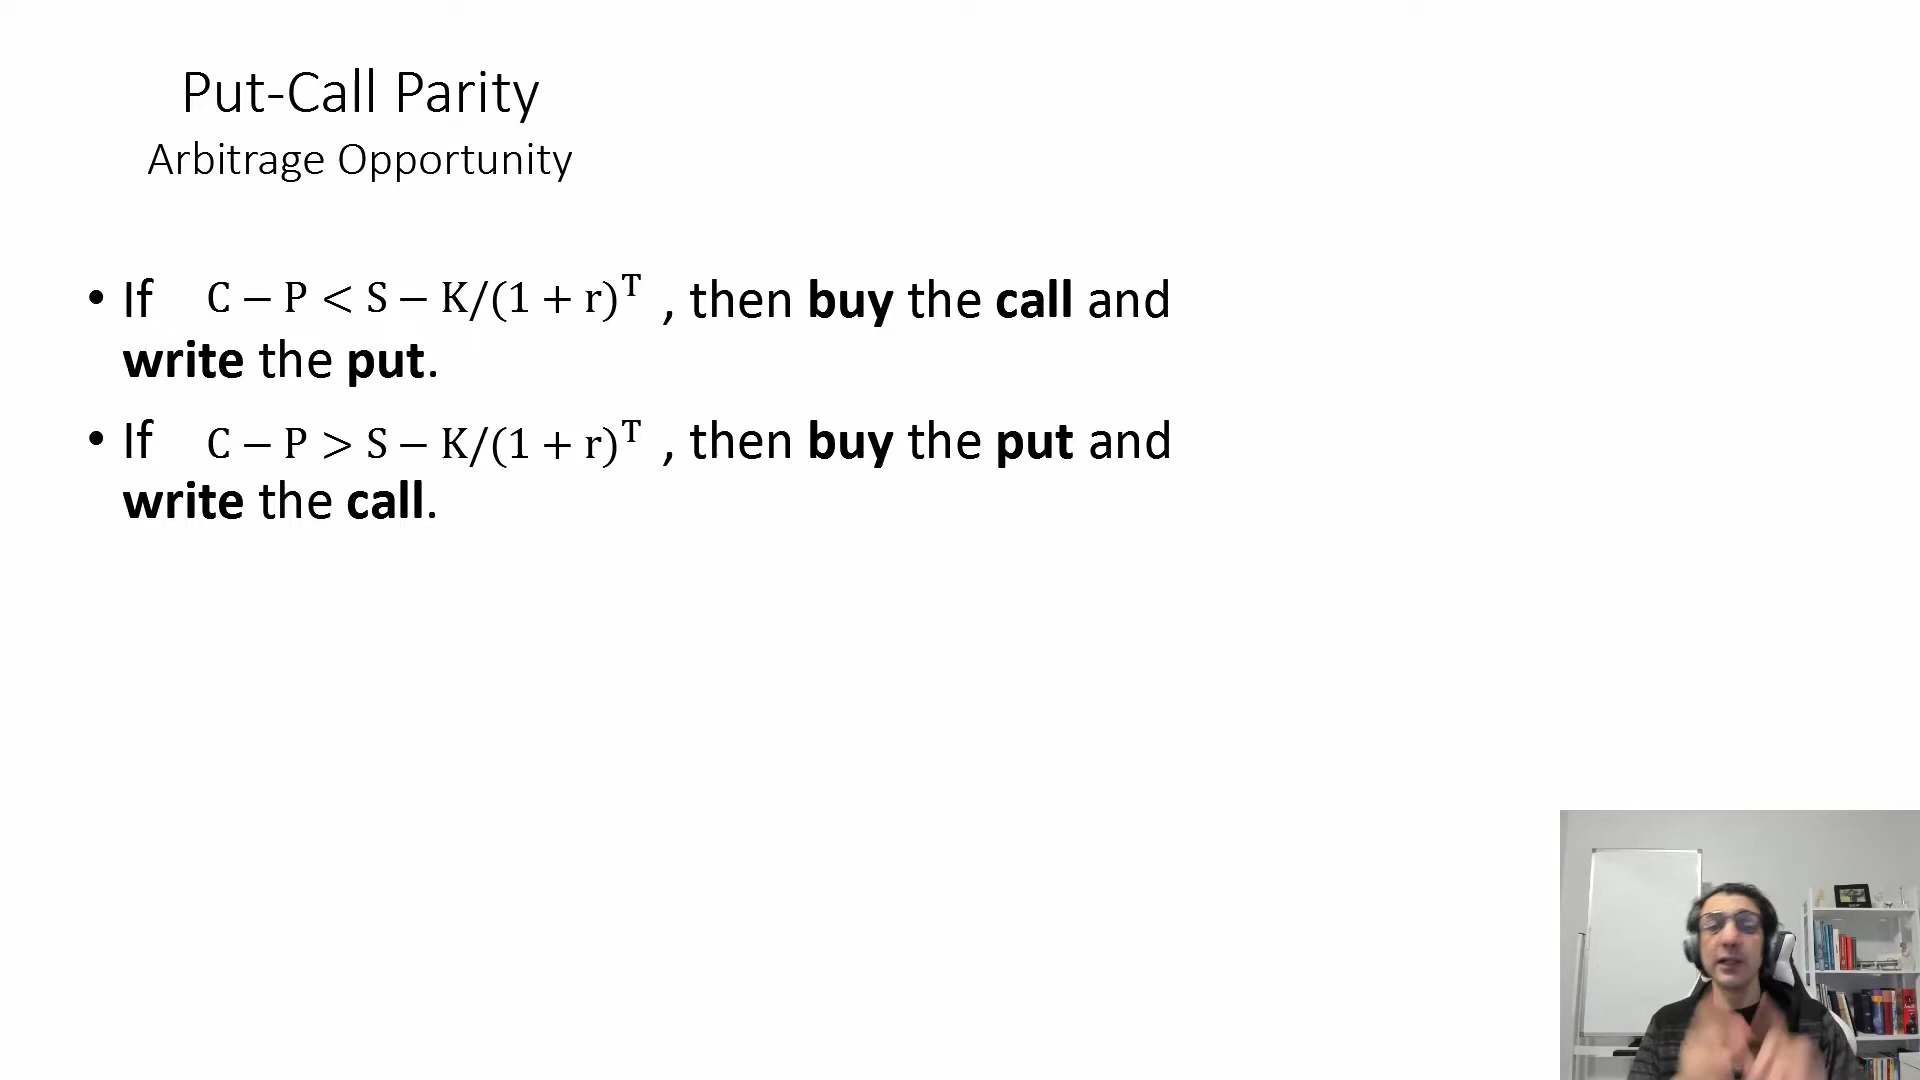 Put-Call Parity
Arbitrage Opportunity
• If C − P < S − K/(1 + r)ᵀ , then buy the call and
write the put.
• If C − P > S − K/(1 + r)ᵀ , then buy the put and
write the call.